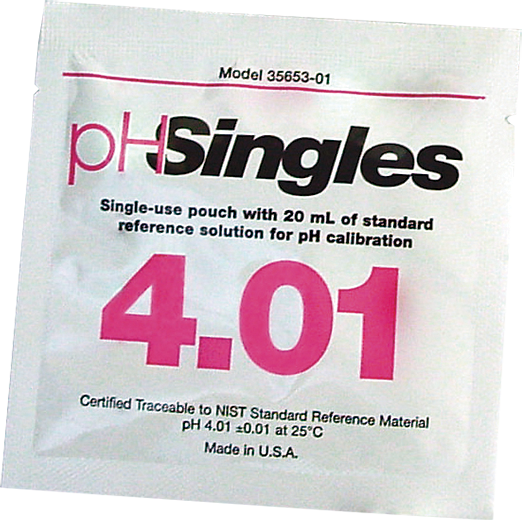 Model 35653-01
pHSingles
Single-use pouch with 20 mL of standard
reference solution for pH calibration
4.01
Certified Traceable to NIST Standard Reference Material
pH 4.01 ±0.01 at 25°C
Made in U.S.A.